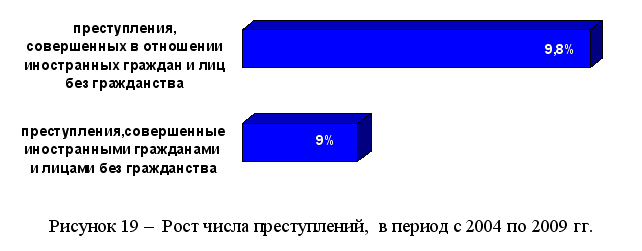 преступления,
совершенных в отношении
иностранных граждан и лиц
без гражданства
9,8%
преступления,совершенные
иностранными гражданами
и лицами без гражданства
9%
Рисунок 19 – Рост числа преступлений, в период с 2004 по 2009 гг.